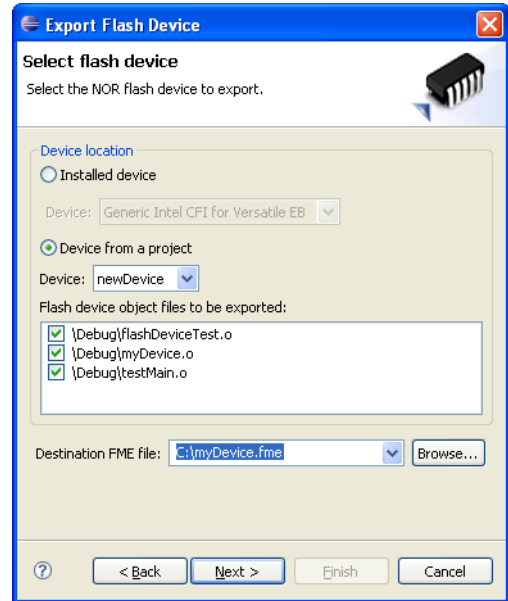 Export Flash Device
Select flash device
Select the NOR flash device to export.
Device location
Installed device
Device: Generic Intel CFI for Versatile EB
Device from a project
Device: newDevice
Flash device object files to be exported:
\Debug\flashDeviceTest.o
\Debug\myDevice.o
\Debug\testMain.o
Destination FME file: C:\myDevice.fme Browse...
? < Back Next > Finish Cancel